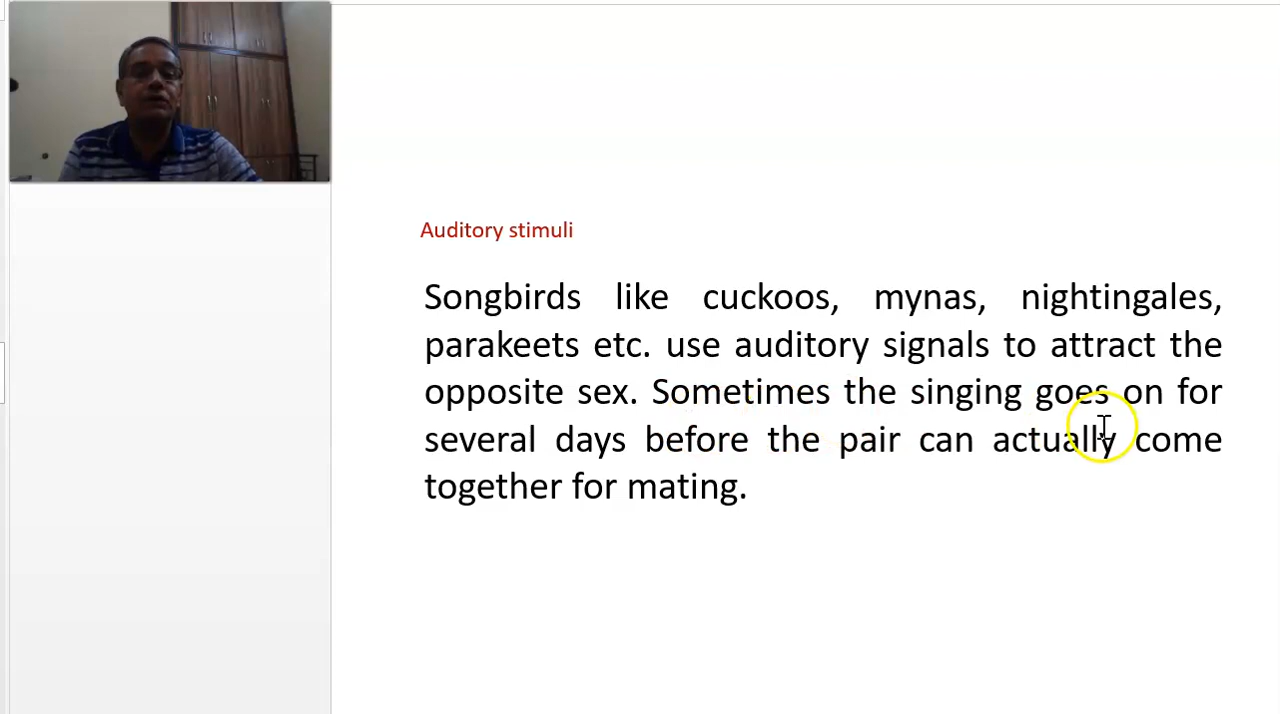 Auditory stimuli
Songbirds like cuckoos, mynas, nightingales,
parakeets etc. use auditory signals to attract the
opposite sex. Sometimes the singing goes on for
several days before the pair can actually come
together for mating.